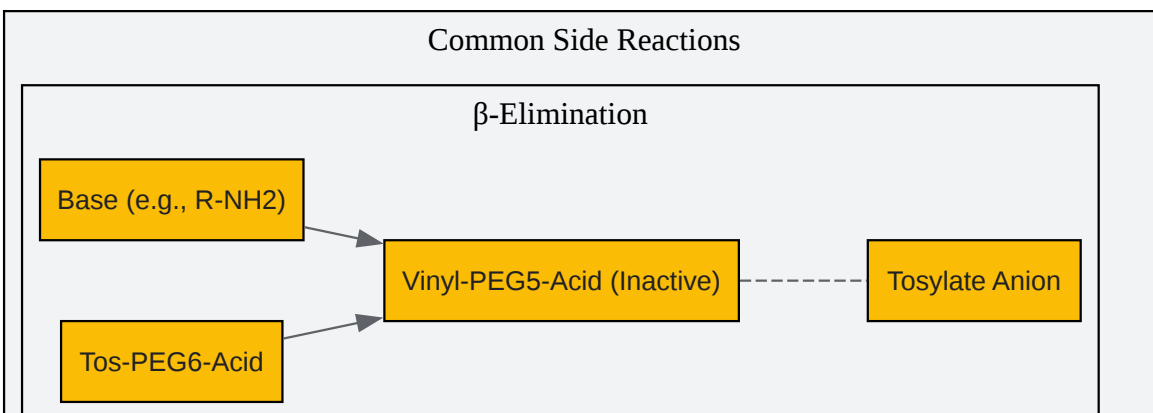 Common Side Reactions
β-Elimination
Base (e.g., R-NH2)
Vinyl-PEG5-Acid (Inactive)
Tosylate Anion
Tos-PEG6-Acid